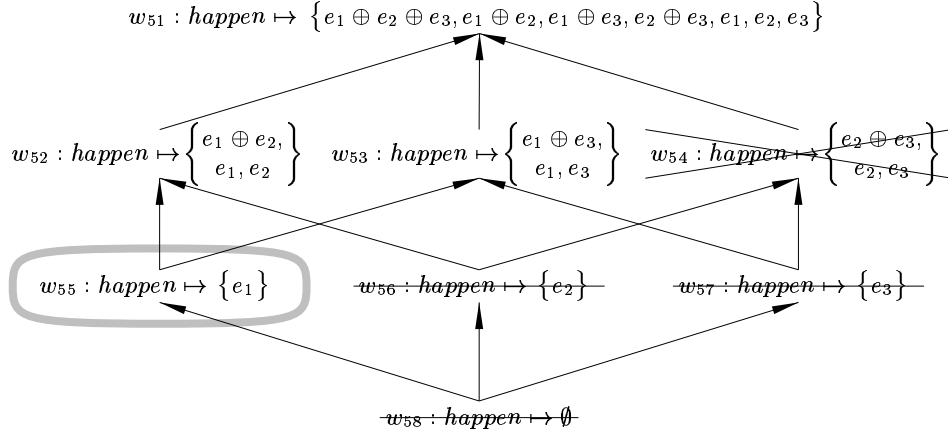 w₅₁ : happen ↦ {e₁ ⊕ e₂ ⊕ e₃, e₁ ⊕ e₂, e₁ ⊕ e₃, e₂ ⊕ e₃, e₁, e₂, e₃}
w₅₂ : happen ↦ {e₁ ⊕ e₂, e₁, e₂}
w₅₃ : happen ↦ {e₁ ⊕ e₃, e₁, e₃}
w₅₄ : happen ↦ {e₂ ⊕ e₃, e₂, e₃}
w₅₅ : happen ↦ {e₁}
w₅₆ : happen ↦ {e₂}
w₅₇ : happen ↦ {e₃}
w₅₈ : happen ↦ ∅